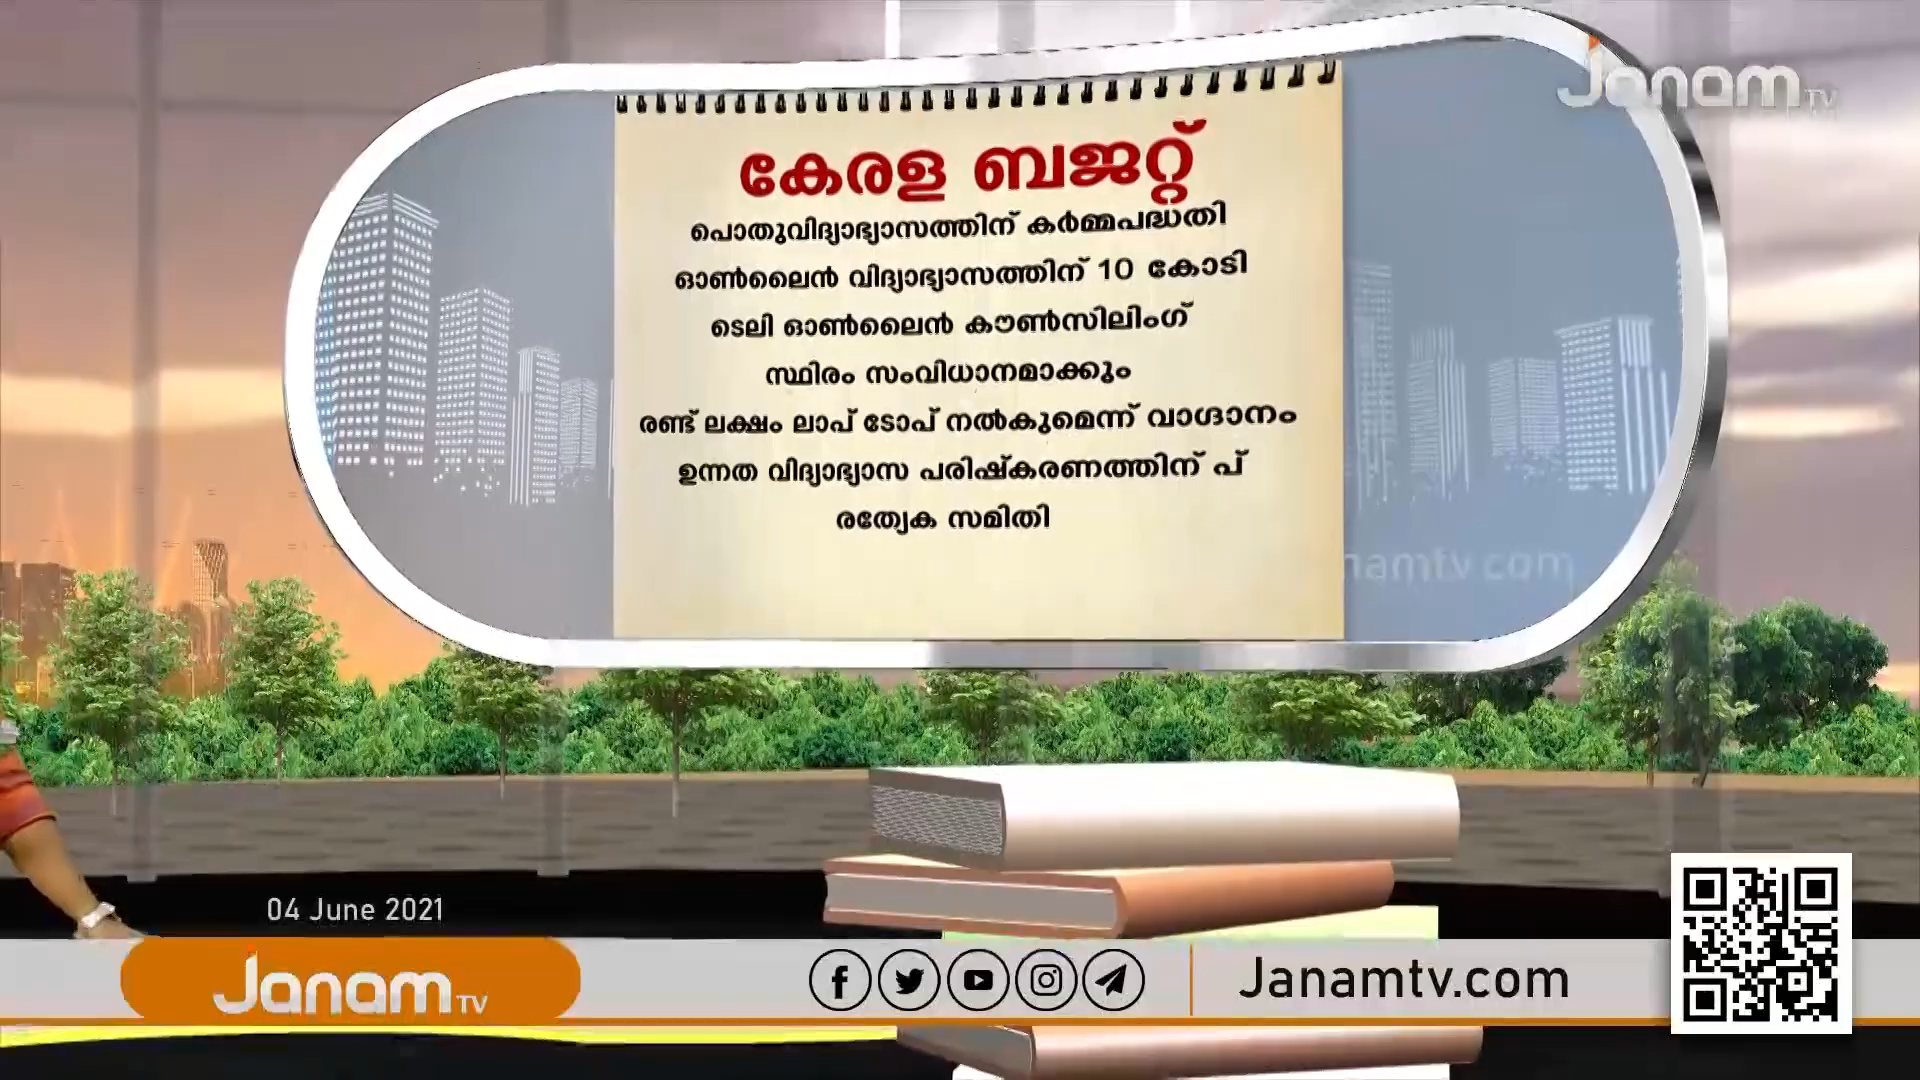 Janam TV
കേരള ബജറ്റ്
പൊതുവിദ്യാഭ്യാസത്തിന് കർമ്മപദ്ധതി
ഓൺലൈൻ വിദ്യാഭ്യാസത്തിന് 10 കോടി
ടെലി ഓൺലൈൻ കൗൺസിലിംഗ്
സ്ഥിരം സംവിധാനമാക്കും
രണ്ട് ലക്ഷം ലാപ് ടോപ് നൽകുമെന്ന് വാഗ്ദാനം
ഉന്നത വിദ്യാഭ്യാസ പരിഷ്കരണത്തിന് പ്
രത്യേക സമിതി
namtv.com
04 June 2021
Janam TV
Janamtv.com